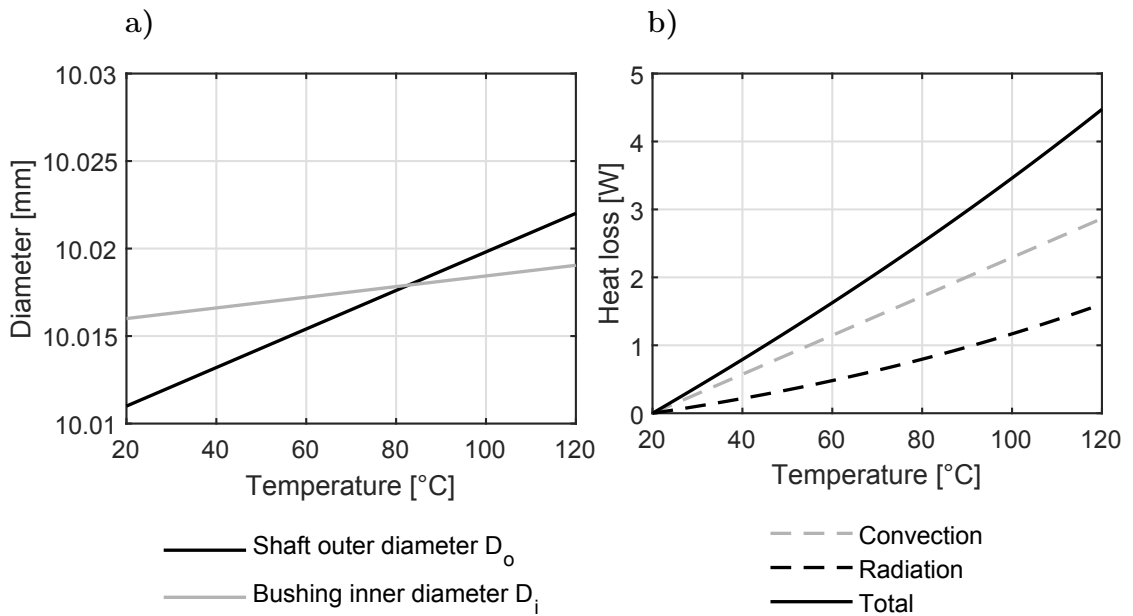 a)
10.03
10.025
10.02
10.015
10.01
Diameter [mm]
20 40 60 80 100 120
Temperature [°C]
Shaft outer diameter Do
Bushing inner diameter Di
b)
5
4
3
2
1
0
Heat loss [W]
20 40 60 80 100 120
Temperature [°C]
Convection
Radiation
Total